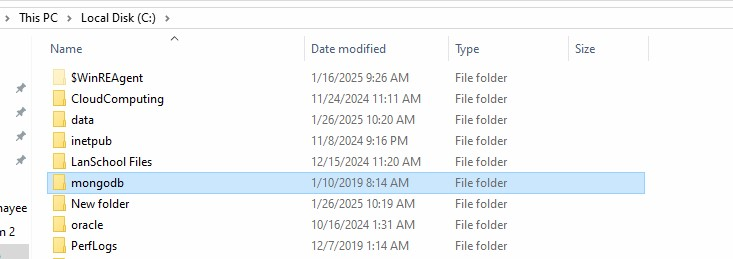 > This PC > Local Disk (C:) >
Name Date modified Type Size
$WinREAgent 1/16/2025 9:26 AM File folder
CloudComputing 11/24/2024 11:11 AM File folder
data 1/26/2025 10:20 AM File folder
inetpub 11/8/2024 9:16 PM File folder
LanSchool Files 12/15/2024 11:20 AM File folder
mongodb 1/10/2019 8:14 AM File folder
nayee New folder 1/26/2025 10:19 AM File folder
m 2 oracle 10/16/2024 1:31 AM File folder
PerfLogs 12/7/2019 1:14 AM File folder